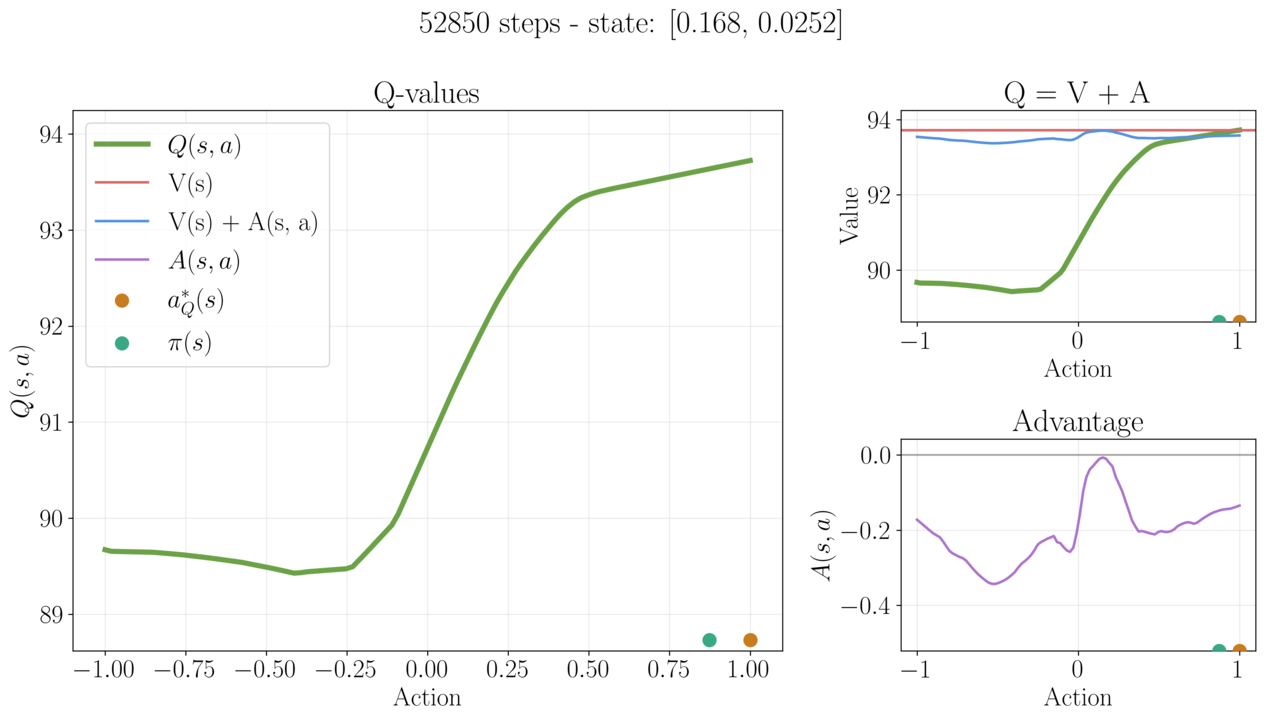 52850 steps - state: [0.168, 0.0252]
Q-values
94
93
92
91
90
89
Q(s, a)
Q(s, a)
V(s)
V(s) + A(s, a)
A(s, a)
a*_Q(s)
π(s)
−1.00 −0.75 −0.50 −0.25 0.00 0.25 0.50 0.75 1.00
Action
Q = V + A
94
92
90
Value
−1 0 1
Action
Advantage
0.0
−0.2
−0.4
A(s, a)
−1 0 1
Action